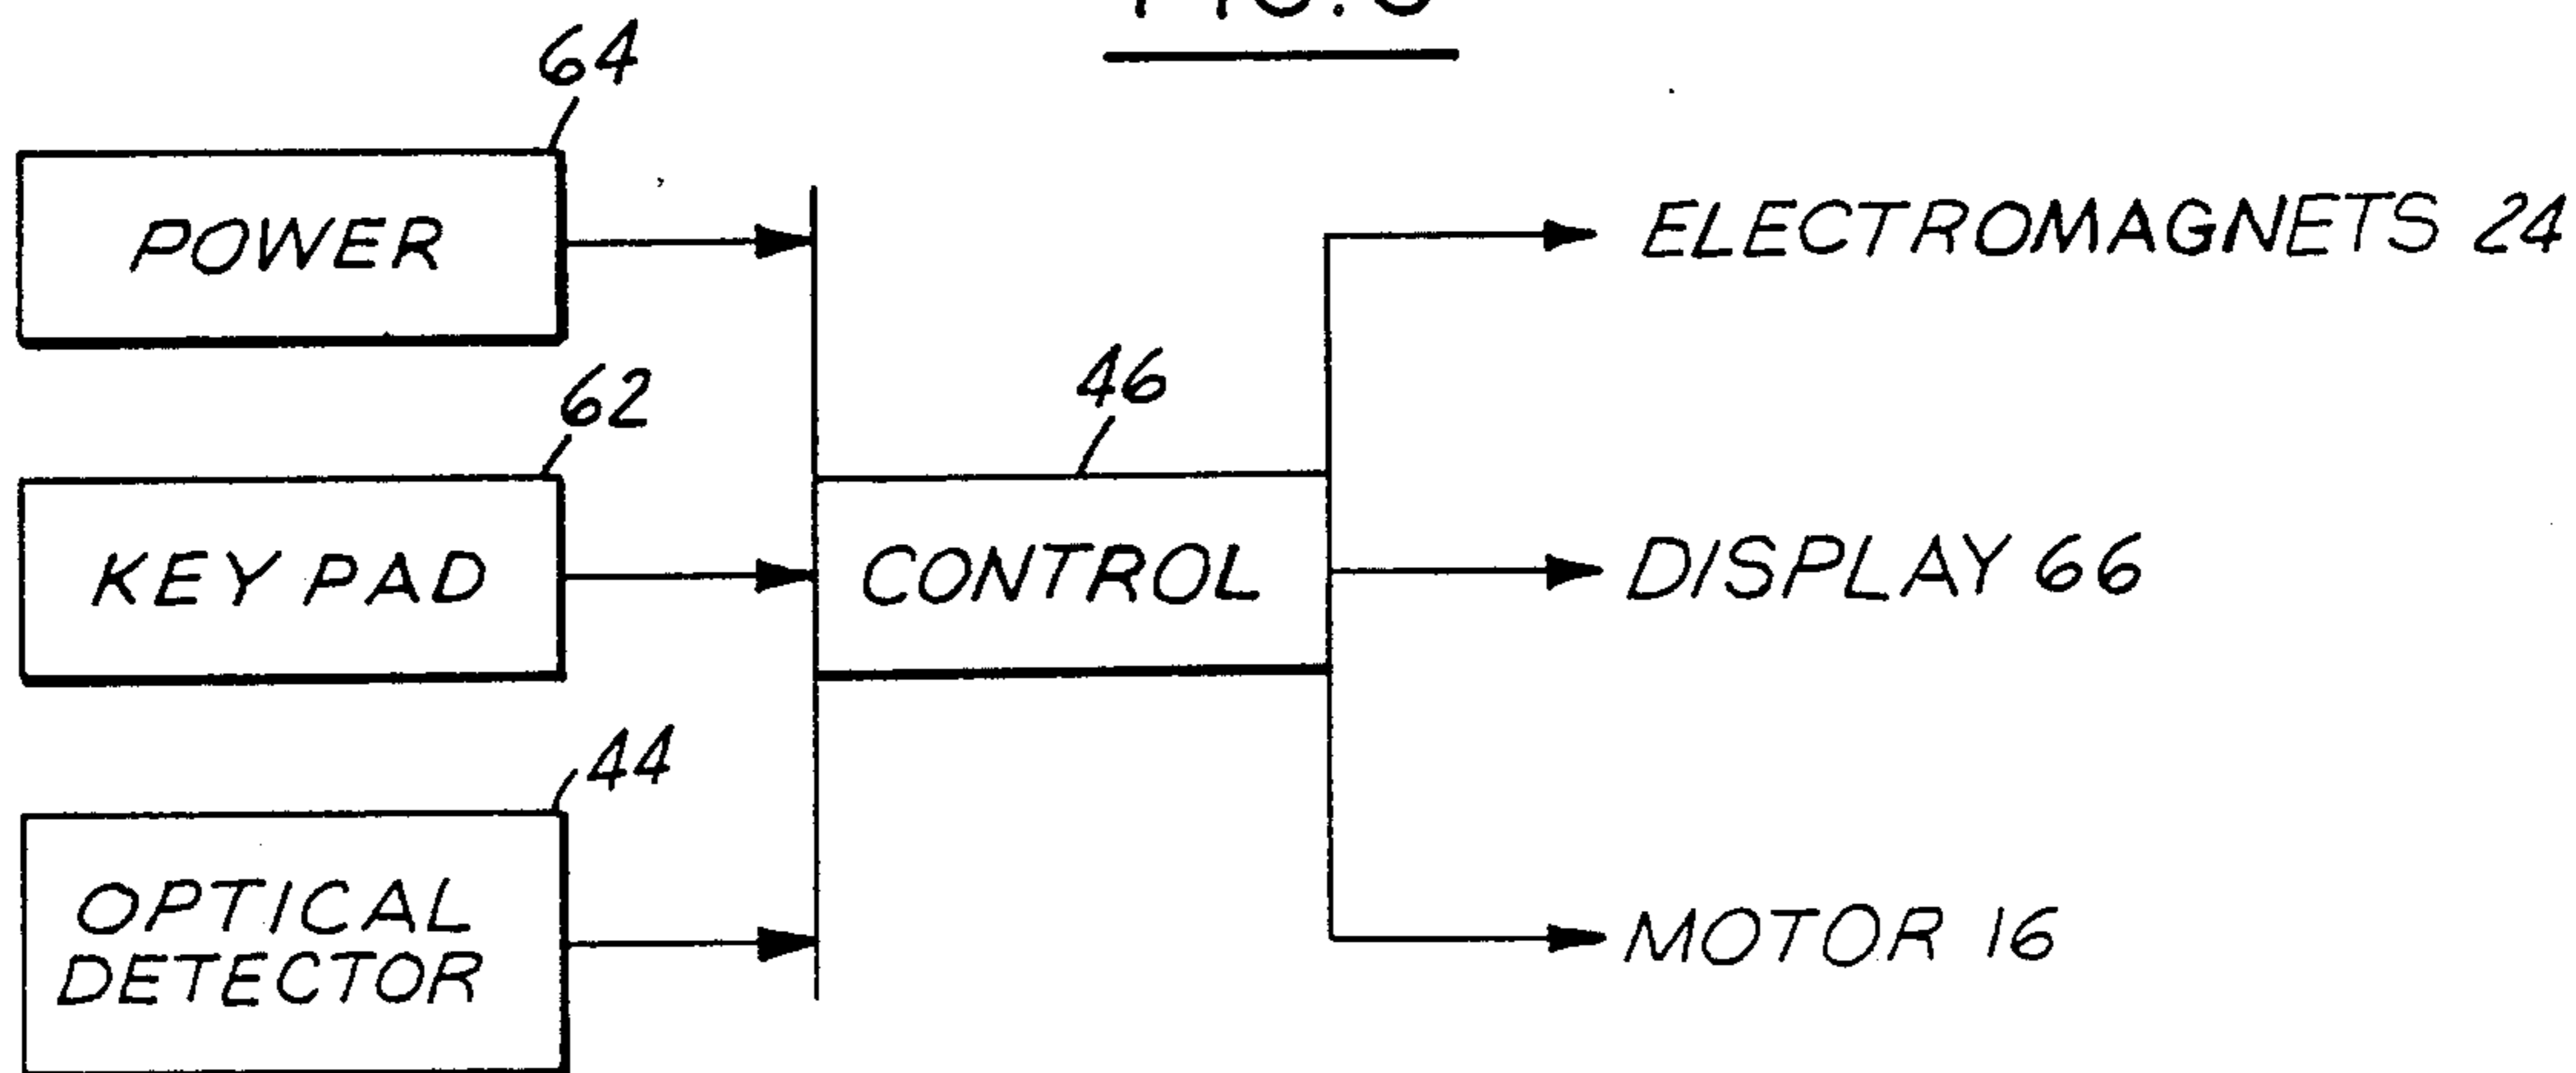 64
POWER
ELECTROMAGNETS 24
62
46
KEY PAD
CONTROL
DISPLAY 66
44
OPTICAL
DETECTOR
MOTOR 16